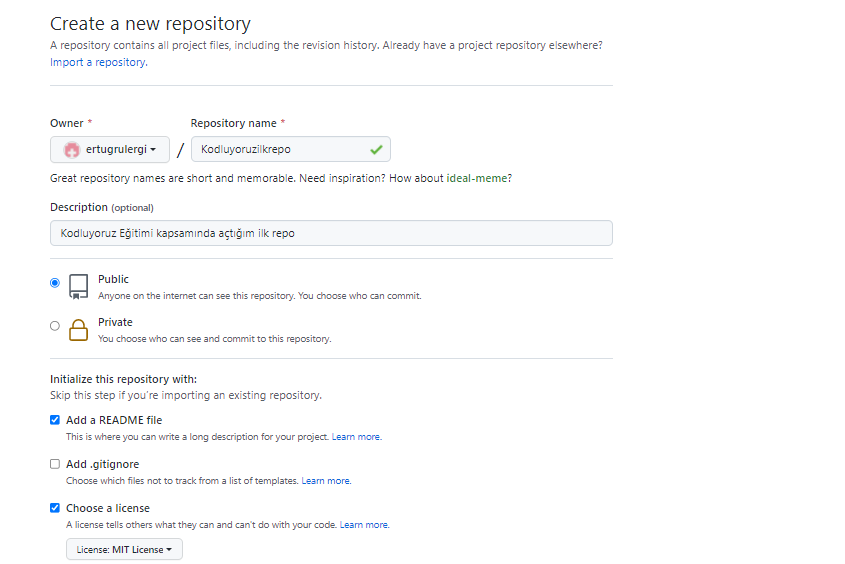 Create a new repository
A repository contains all project files, including the revision history. Already have a project repository elsewhere?
Import a repository.
Owner *
Repository name *
ertugrulergi
/
Kodluyoruzilkrepo
Great repository names are short and memorable. Need inspiration? How about ideal-meme?
Description (optional)
Kodluyoruz Eğitimi kapsamında açtığım ilk repo
Public
Anyone on the internet can see this repository. You choose who can commit.
Private
You choose who can see and commit to this repository.
Initialize this repository with:
Skip this step if you're importing an existing repository.
Add a README file
This is where you can write a long description for your project. Learn more.
Add .gitignore
Choose which files not to track from a list of templates. Learn more.
Choose a license
A license tells others what they can and can't do with your code. Learn more.
License: MIT License